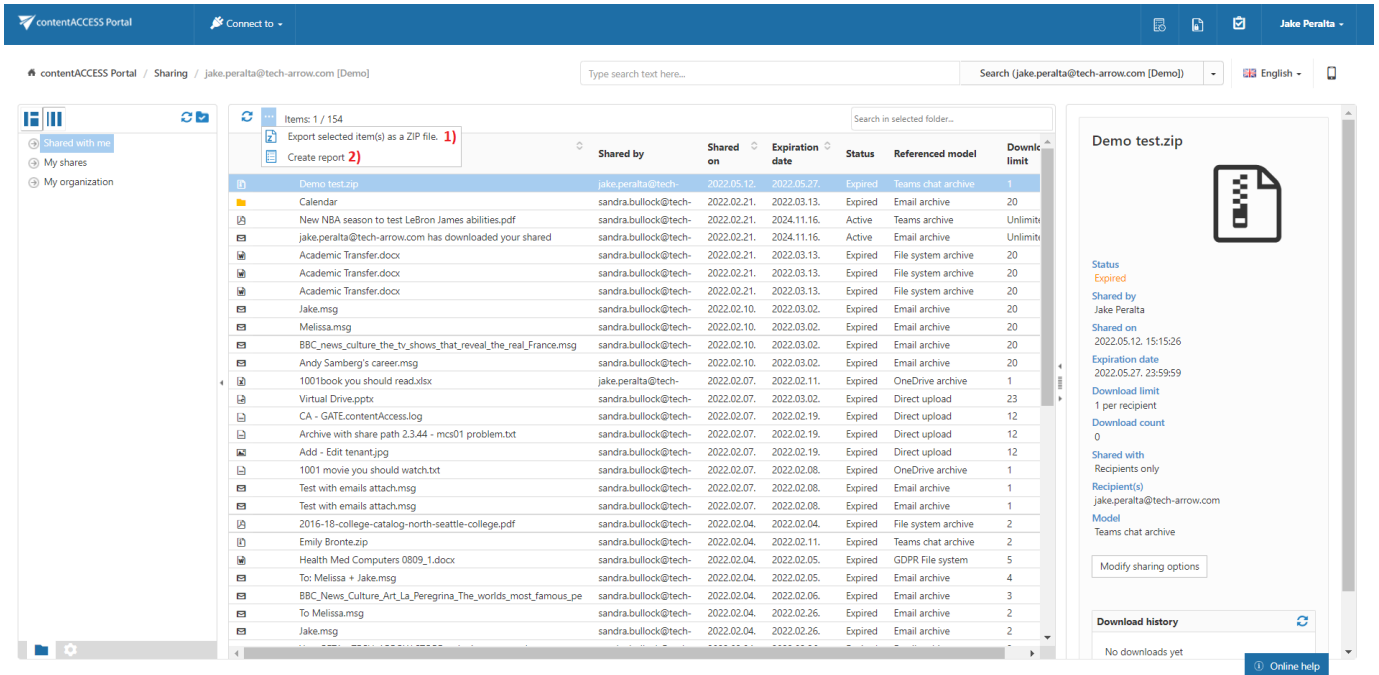 contentACCESS Portal
Connect to
Jake Peralta
contentACCESS Portal / Sharing / jake.peralta@tech-arrow.com [Demo]
Type search text here...
Search (jake.peralta@tech-arrow.com [Demo])
English
Shared with me
My shares
My organization
Items: 1 / 154
Search in selected folder...
Export selected item(s) as a ZIP file. 1)
Create report 2)
Shared by Shared on Expiration date Status Referenced model Downlo limit
Demo test.zip jake.peralta@tech- 2022.05.12. 2022.05.27. Expired Teams chat archive 1
Calendar sandra.bullock@tech- 2022.02.21. 2022.03.13. Expired Email archive 20
New NBA season to test LeBron James abilities.pdf sandra.bullock@tech- 2022.02.21. 2024.11.16. Active Teams archive Unlimite
jake.peralta@tech-arrow.com has downloaded your shared sandra.bullock@tech- 2022.02.21. 2024.11.16. Active Email archive Unlimite
Academic Transfer.docx sandra.bullock@tech- 2022.02.21. 2022.03.13. Expired File system archive 20
Academic Transfer.docx sandra.bullock@tech- 2022.02.21. 2022.03.13. Expired File system archive 20
Academic Transfer.docx sandra.bullock@tech- 2022.02.21. 2022.03.13. Expired File system archive 20
Jake.msg sandra.bullock@tech- 2022.02.10. 2022.03.02. Expired Email archive 20
Melissa.msg sandra.bullock@tech- 2022.02.10. 2022.03.02. Expired Email archive 20
BBC_news_culture_the_tv_shows_that_reveal_the_real_France.msg sandra.bullock@tech- 2022.02.10. 2022.03.02. Expired Email archive 20
Andy Samberg's career.msg sandra.bullock@tech- 2022.02.10. 2022.03.02. Expired Email archive 20
1001book you should read.xlsx jake.peralta@tech- 2022.02.07. 2022.02.11. Expired OneDrive archive 1
Virtual Drive.pptx sandra.bullock@tech- 2022.02.07. 2022.03.02. Expired Direct upload 23
CA - GATE.contentAccess.log sandra.bullock@tech- 2022.02.07. 2022.02.19. Expired Direct upload 12
Archive with share path 2.3.44 - mcs01 problem.txt sandra.bullock@tech- 2022.02.07. 2022.02.19. Expired Direct upload 12
Add - Edit tenant.jpg sandra.bullock@tech- 2022.02.07. 2022.02.19. Expired Direct upload 12
1001 movie you should watch.txt sandra.bullock@tech- 2022.02.07. 2022.02.08. Expired OneDrive archive 1
Test with emails attach.msg sandra.bullock@tech- 2022.02.07. 2022.02.08. Expired Email archive 1
Test with emails attach.msg sandra.bullock@tech- 2022.02.07. 2022.02.08. Expired Email archive 1
2016-18-college-catalog-north-seattle-college.pdf sandra.bullock@tech- 2022.02.04. 2022.02.04. Expired File system archive 2
Emily Bronte.zip sandra.bullock@tech- 2022.02.04. 2022.02.11. Expired Teams chat archive 2
Health Med Computers 0809_1.docx sandra.bullock@tech- 2022.02.04. 2022.02.05. Expired GDPR File system 5
To: Melissa + Jake.msg sandra.bullock@tech- 2022.02.04. 2022.02.05. Expired Email archive 4
BBC_News_Culture_Art_La_Peregrina_The_worlds_most_famous_pe sandra.bullock@tech- 2022.02.04. 2022.02.06. Expired Email archive 3
To Melissa.msg sandra.bullock@tech- 2022.02.04. 2022.02.26. Expired Email archive 2
Jake.msg sandra.bullock@tech- 2022.02.04. 2022.02.26. Expired Email archive 2
Demo test.zip
Status
Expired
Shared by
Jake Peralta
Shared on
2022.05.12. 15:15:26
Expiration date
2022.05.27. 23:59:59
Download limit
1 per recipient
Download count
0
Shared with
Recipients only
Recipient(s)
jake.peralta@tech-arrow.com
Model
Teams chat archive
Modify sharing options
Download history
No downloads yet
Online help